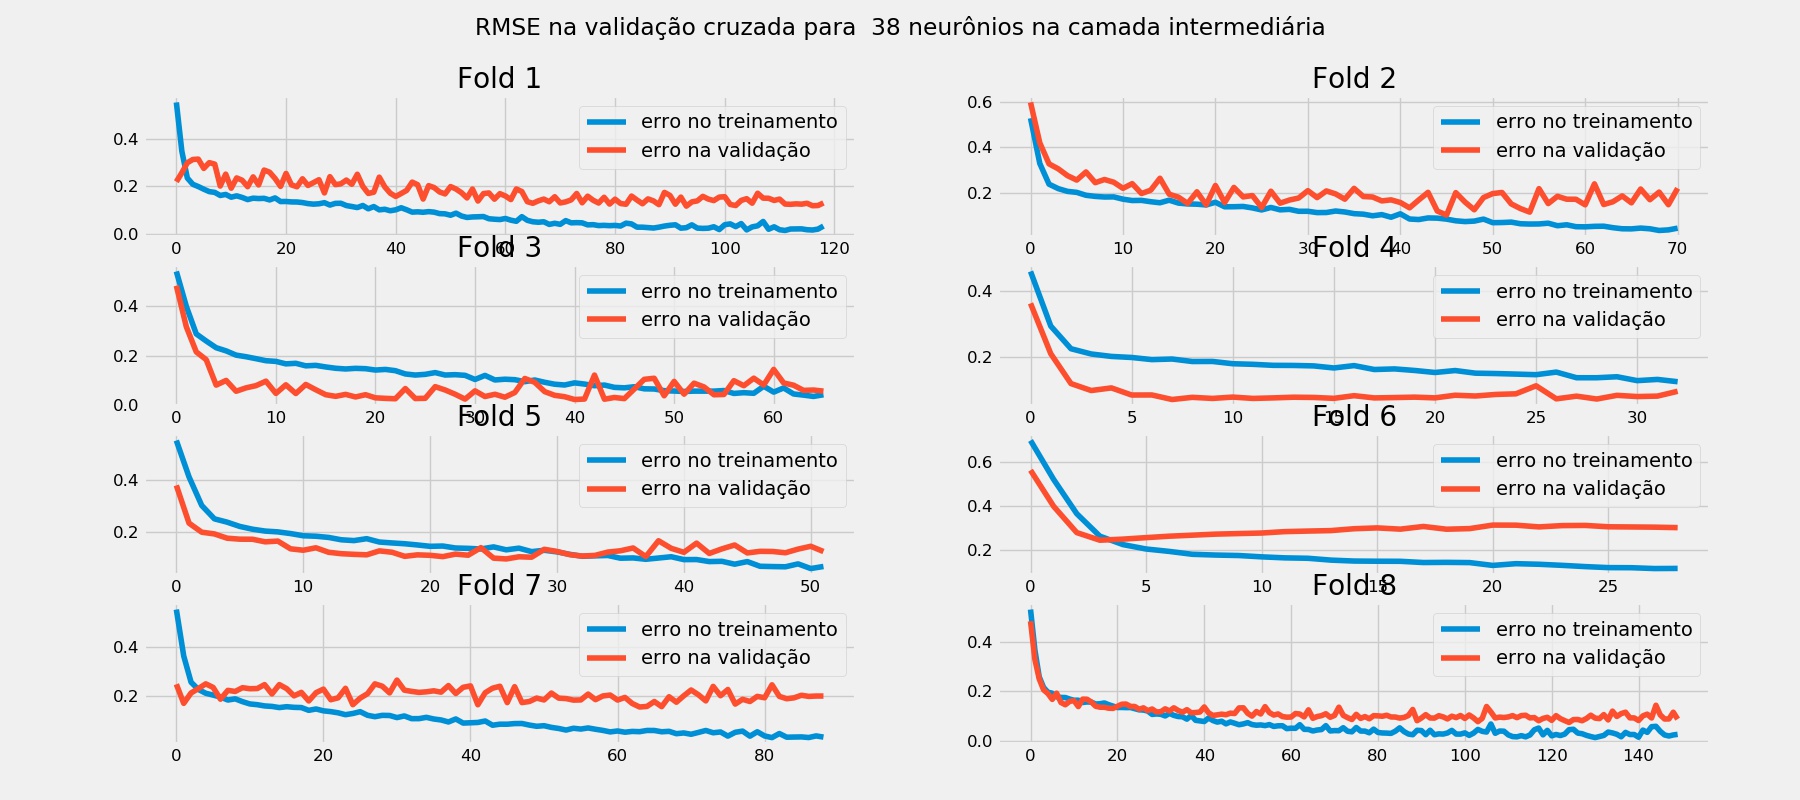 RMSE na validação cruzada para  38 neurônios na camada intermediária
Fold 1
0.4
0.2
0.0
erro no treinamento
erro na validação
0 20 40 60 80 100 120
Fold 2
0.6
0.4
0.2
erro no treinamento
erro na validação
0 10 20 30 40 50 60 70
Fold 3
0.4
0.2
0.0
erro no treinamento
erro na validação
0 10 20 30 40 50 60
Fold 4
0.4
0.2
erro no treinamento
erro na validação
0 5 10 15 20 25 30
Fold 5
0.4
0.2
erro no treinamento
erro na validação
0 10 20 30 40 50
Fold 6
0.6
0.4
0.2
erro no treinamento
erro na validação
0 5 10 15 20 25
Fold 7
0.4
0.2
erro no treinamento
erro na validação
0 20 40 60 80
Fold 8
0.4
0.2
0.0
erro no treinamento
erro na validação
0 20 40 60 80 100 120 140